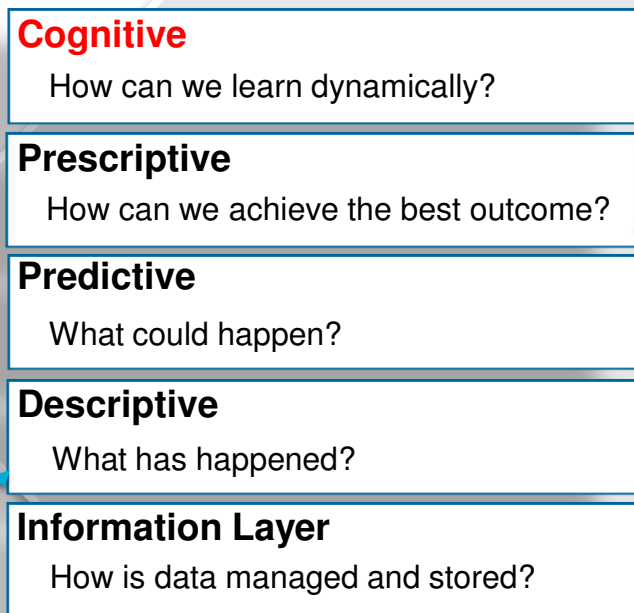 Cognitive
How can we learn dynamically?
Prescriptive
How can we achieve the best outcome?
Predictive
What could happen?
Descriptive
What has happened?
Information Layer
How is data managed and stored?